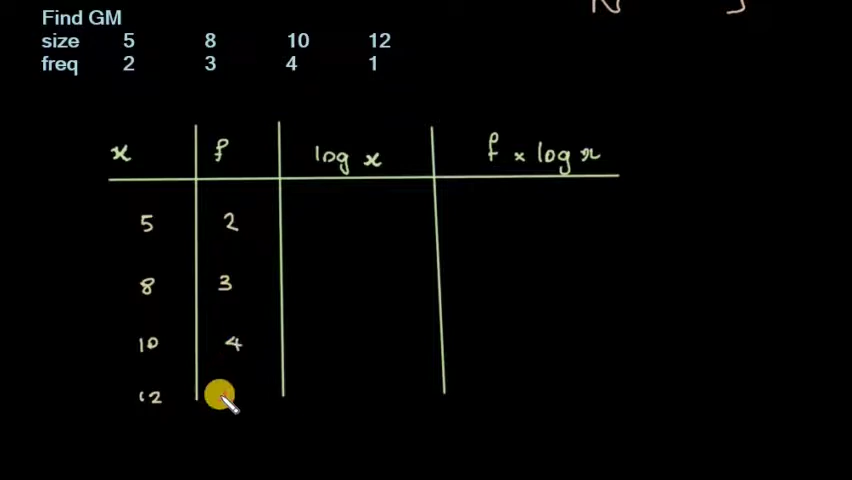 Find GM
size 5 8 10 12
freq 2 3 4 1
x f log x f × log x
5 2
8 3
10 4
12